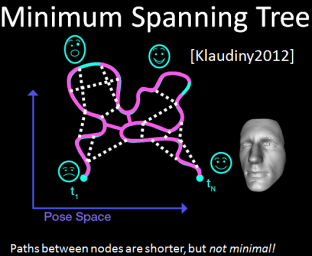 Minimum Spanning Tree
[Klaudiny2012]
t1
tN
Pose Space
Paths between nodes are shorter, but not minimal!